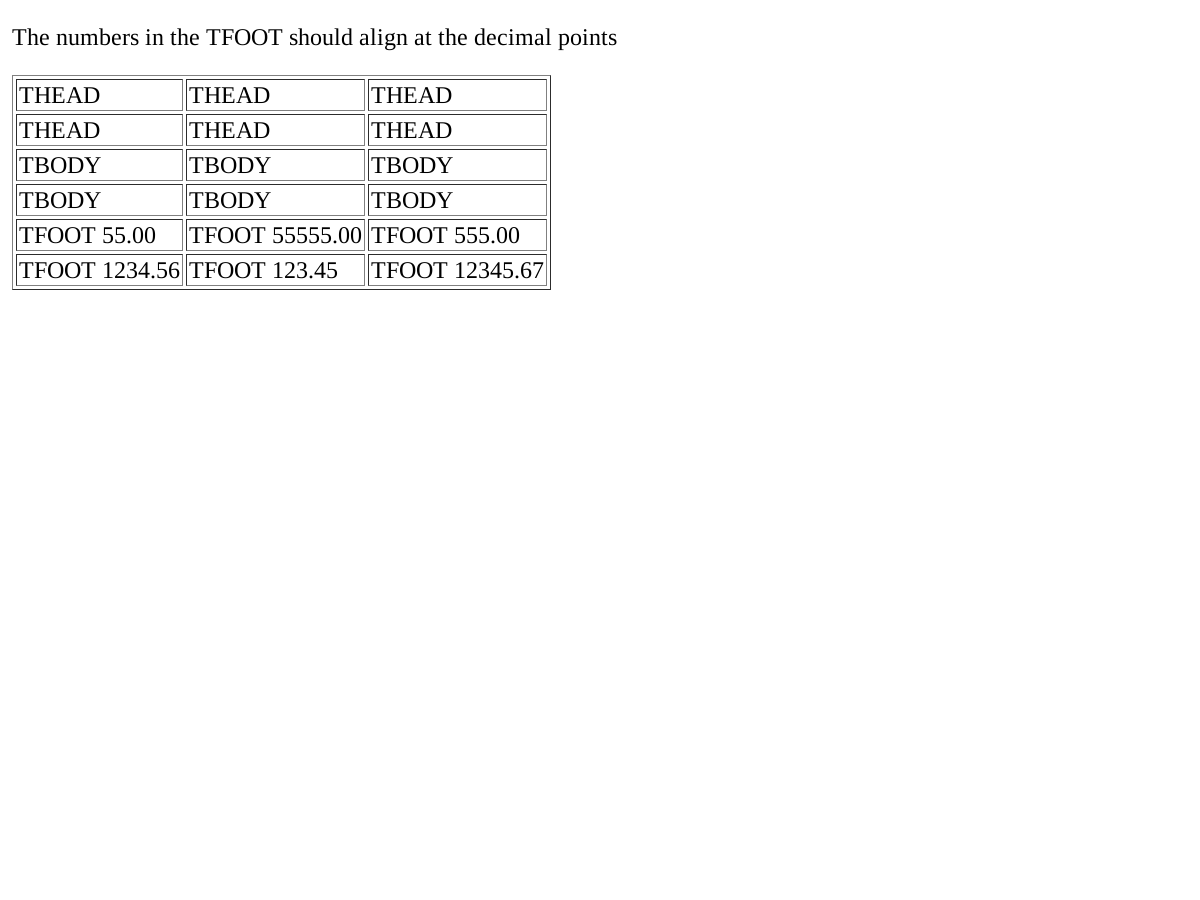 The numbers in the TFOOT should align at the decimal points
THEAD THEAD THEAD
THEAD THEAD THEAD
TBODY TBODY TBODY
TBODY TBODY TBODY
TFOOT 55.00 TFOOT 55555.00 TFOOT 555.00
TFOOT 1234.56 TFOOT 123.45 TFOOT 12345.67